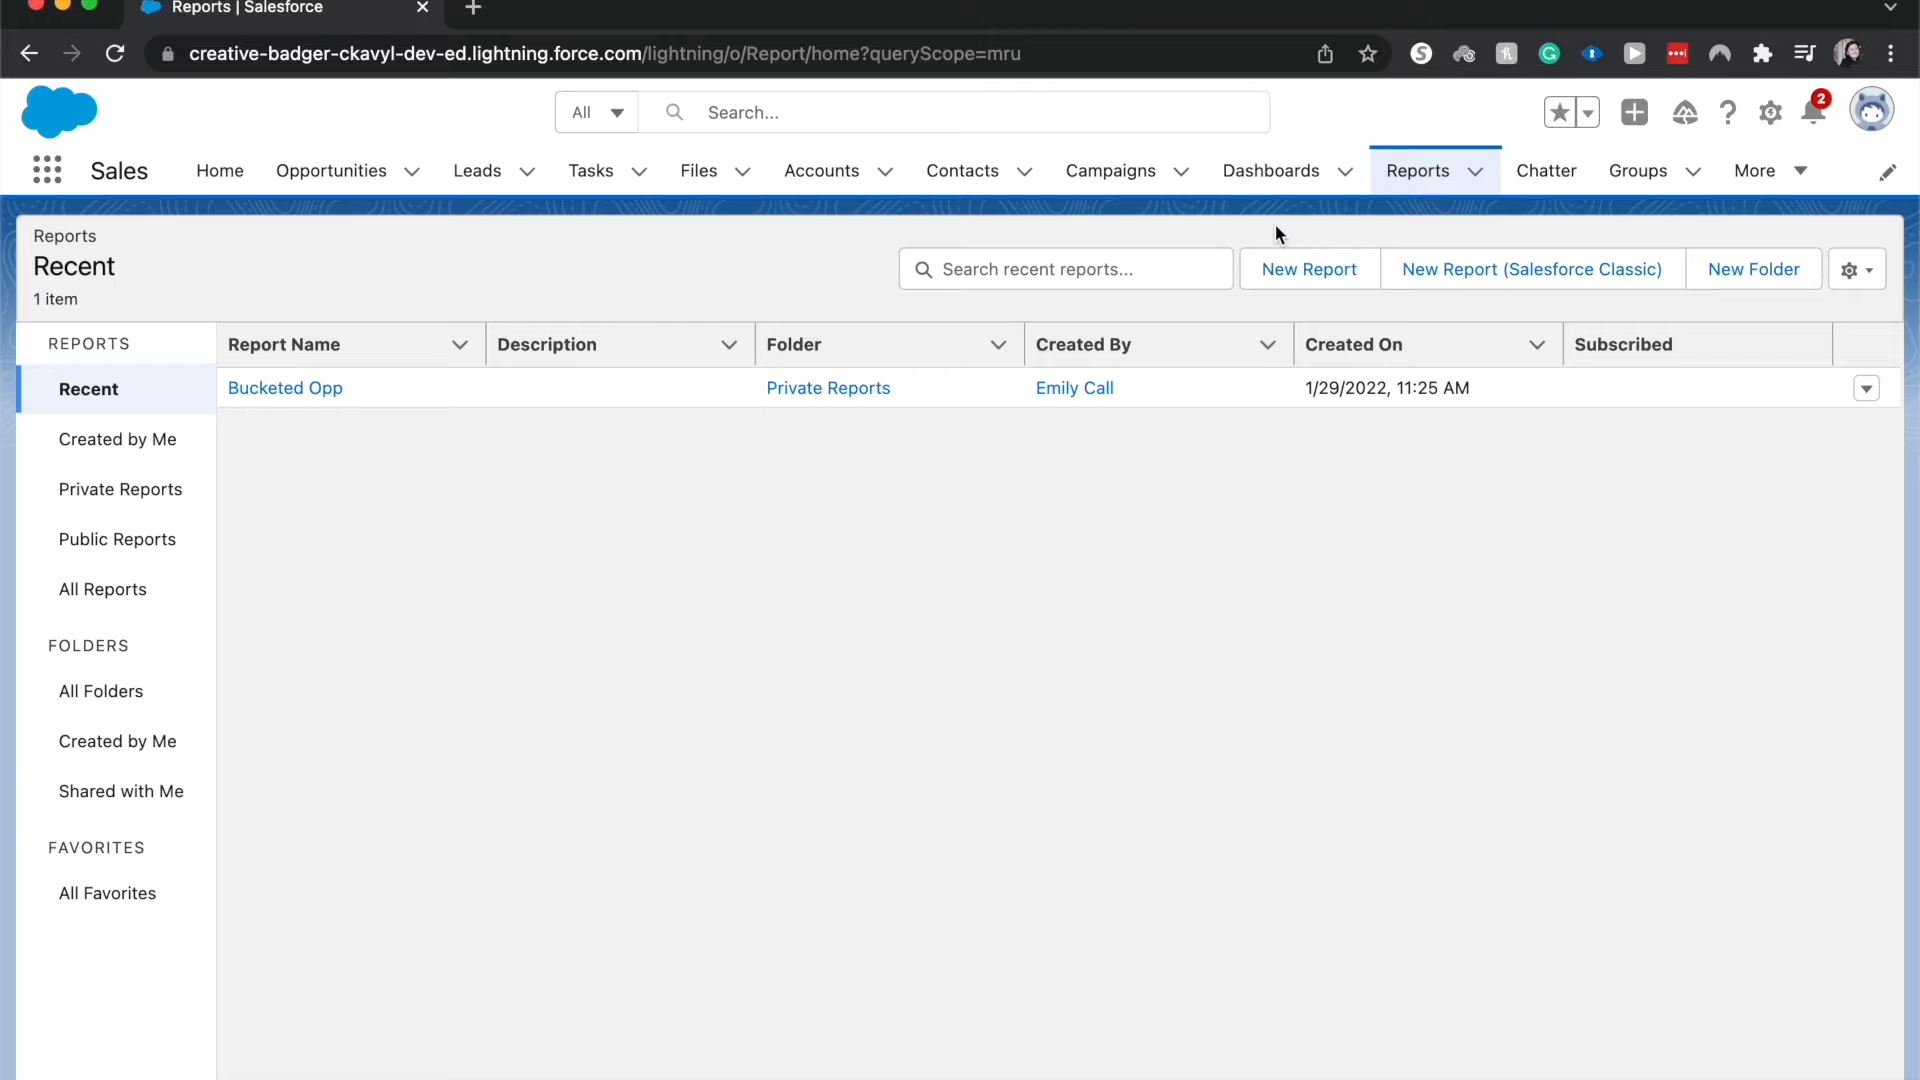 Reports | Salesforce
creative-badger-ckavyl-dev-ed.lightning.force.com/lightning/o/Report/home?queryScope=mru
All
Search...
2
Sales
Home
Opportunities
Leads
Tasks
Files
Accounts
Contacts
Campaigns
Dashboards
Reports
Chatter
Groups
More
Reports
Recent
1 item
Search recent reports...
New Report
New Report (Salesforce Classic)
New Folder
REPORTS
Recent
Created by Me
Private Reports
Public Reports
All Reports
FOLDERS
All Folders
Created by Me
Shared with Me
FAVORITES
All Favorites
Report Name
Description
Folder
Created By
Created On
Subscribed
Bucketed Opp
Private Reports
Emily Call
1/29/2022, 11:25 AM